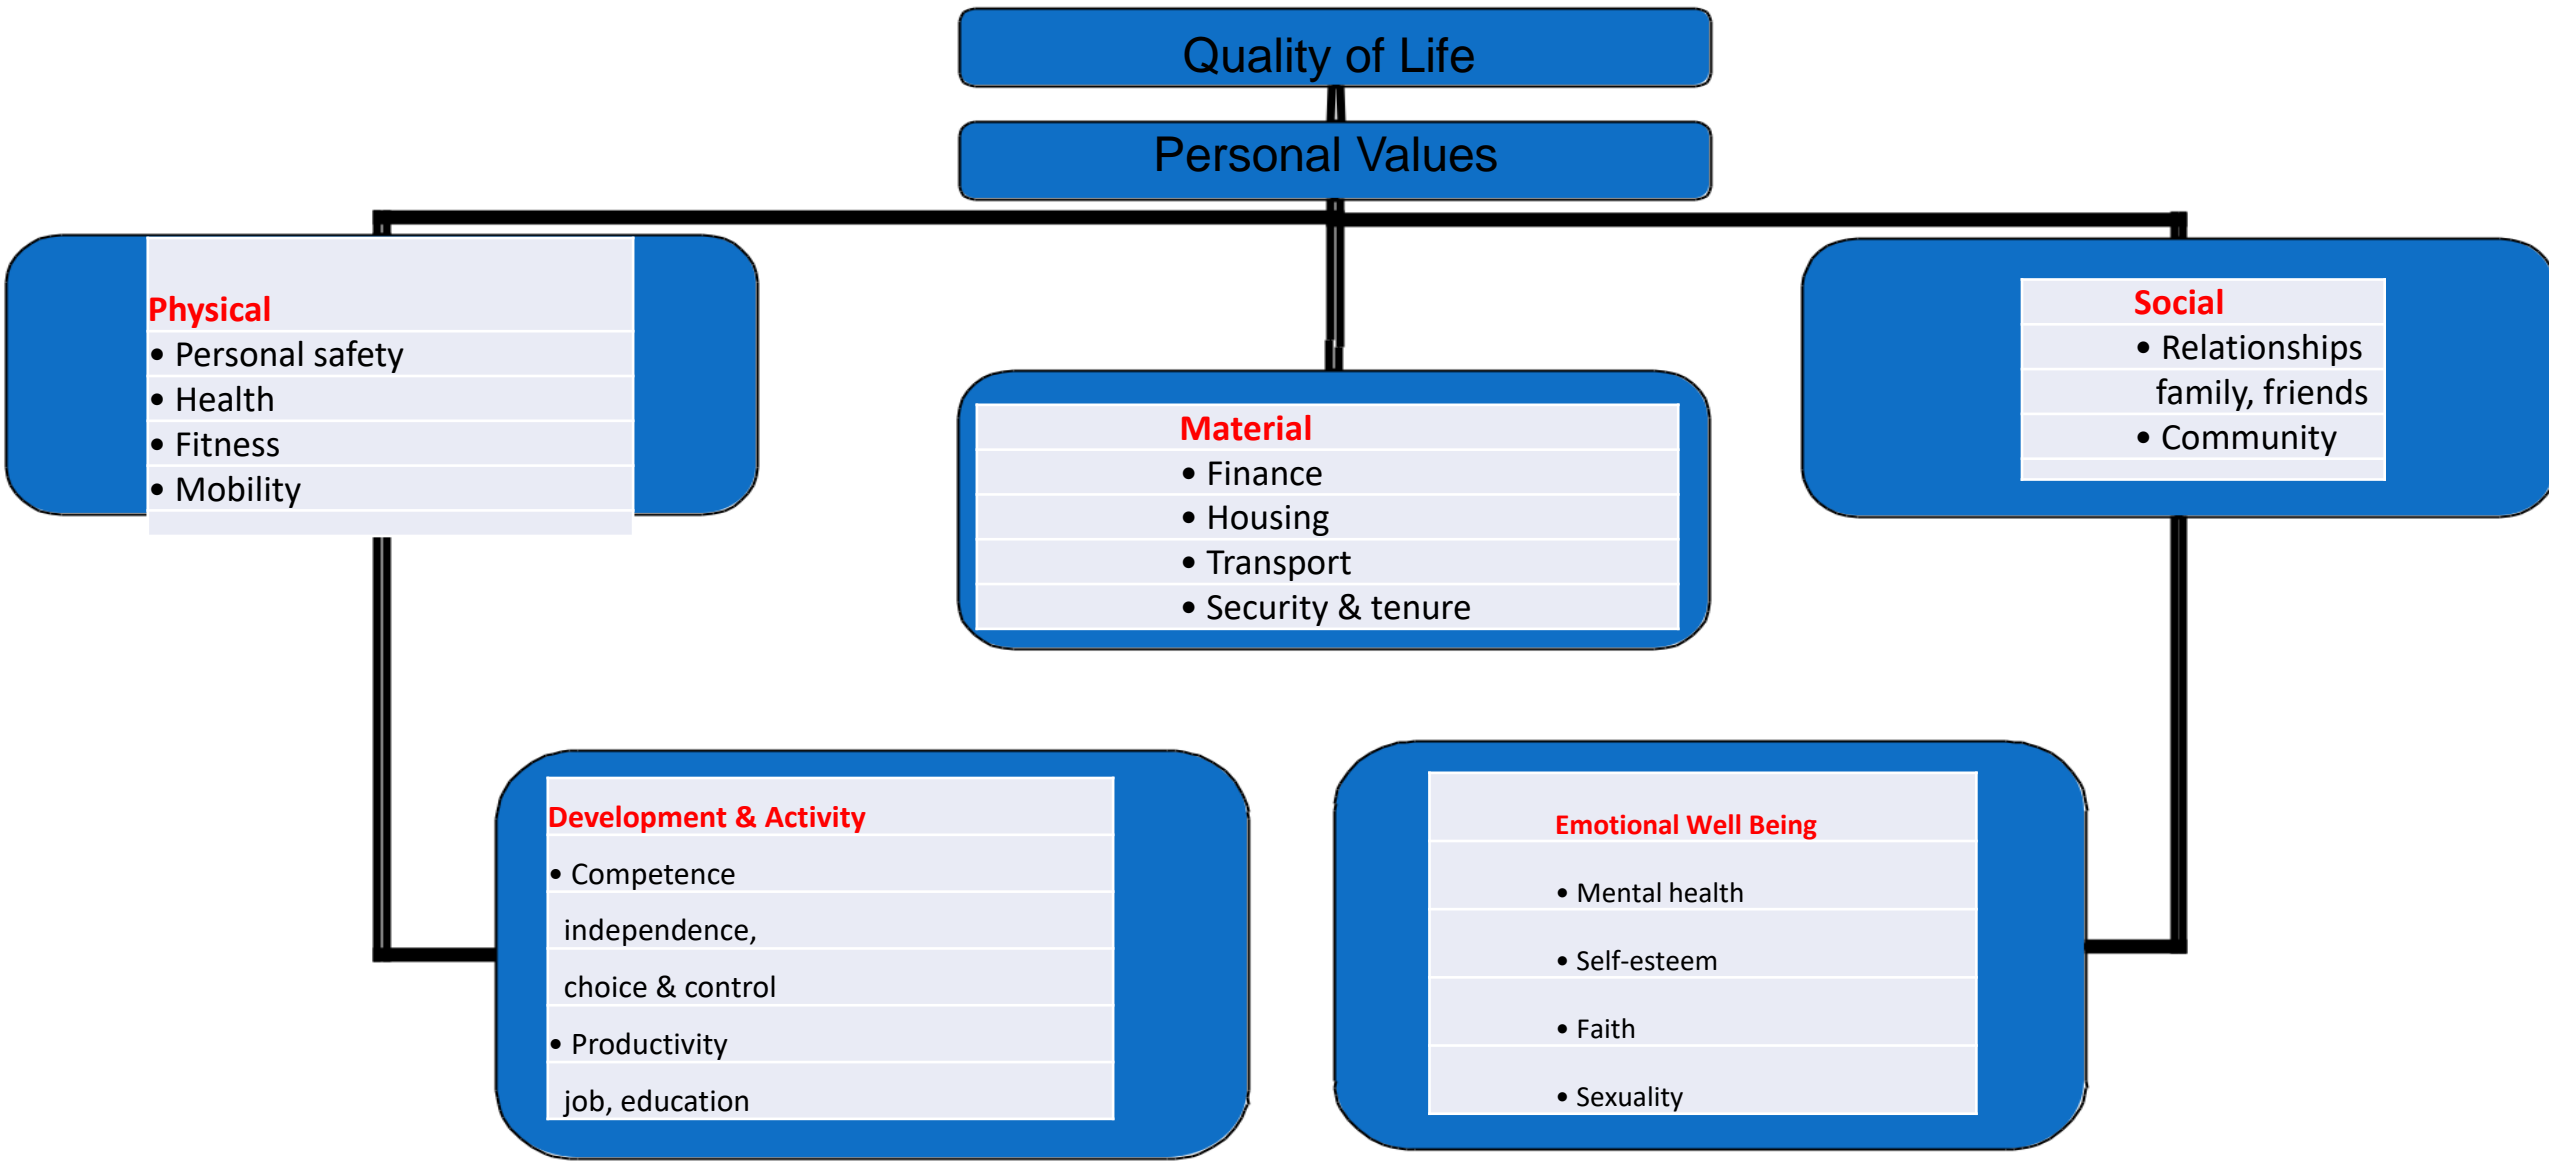 Quality of Life
Personal Values
Physical
• Personal safety
• Health
• Fitness
• Mobility
Material
• Finance
• Housing
• Transport
• Security & tenure
Social
• Relationships
family, friends
• Community
Development & Activity
• Competence
independence,
choice & control
• Productivity
job, education
Emotional Well Being
• Mental health
• Self-esteem
• Faith
• Sexuality